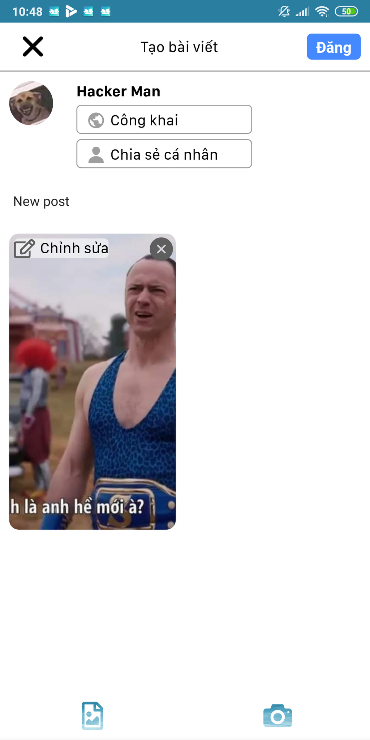 10:48
50
Tạo bài viết
Đăng
Hacker Man
Công khai
Chia sẻ cá nhân
New post
Chỉnh sửa
h là anh hề mới à?